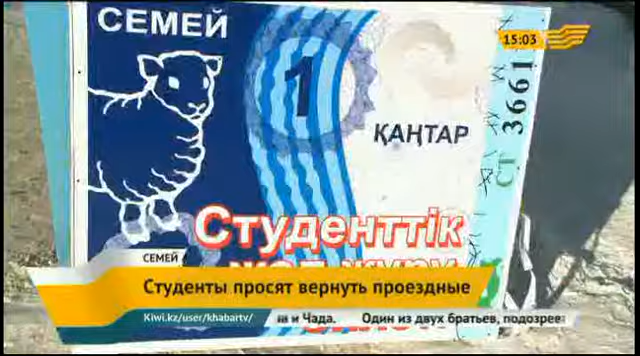 СЕМЕЙ
15:03
1
ҚАҢТАР
СТ 3661
Студенттік
СЕМЕЙ
Студенты просят вернуть проездные
Kiwi.kz/user/khabartv/
и Чада. Один из двух братьев, подозрев